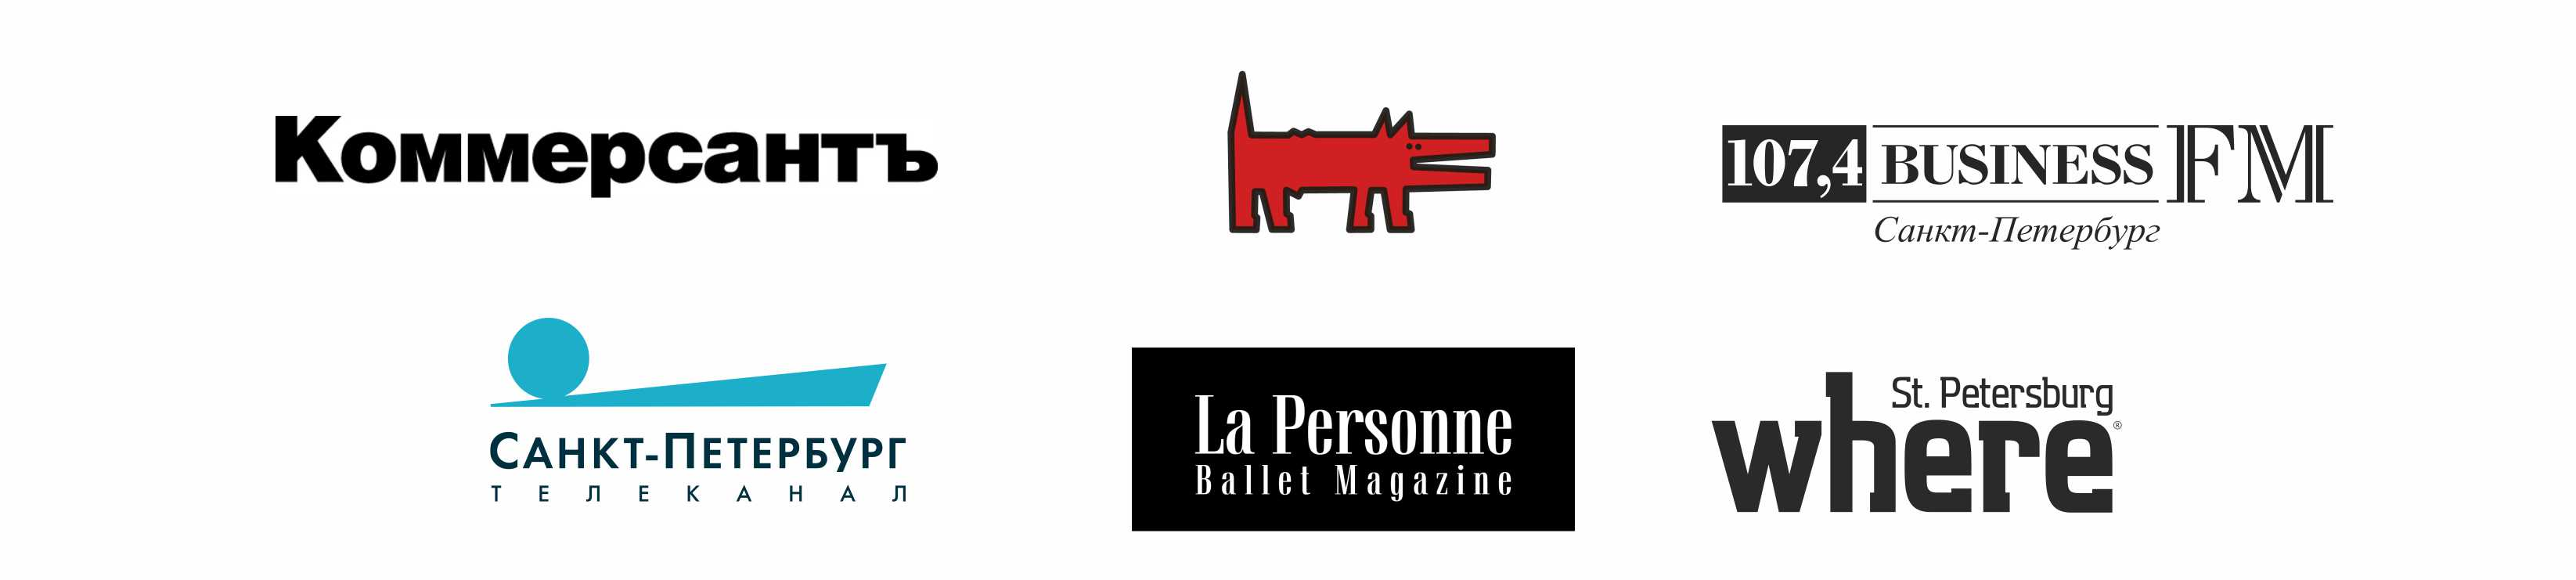 Коммерсантъ
107,4 BUSINESS FM
Санкт-Петербург
Санкт-Петербург
ТЕЛЕКАНАЛ
La Personne
Ballet Magazine
St. Petersburg
where®